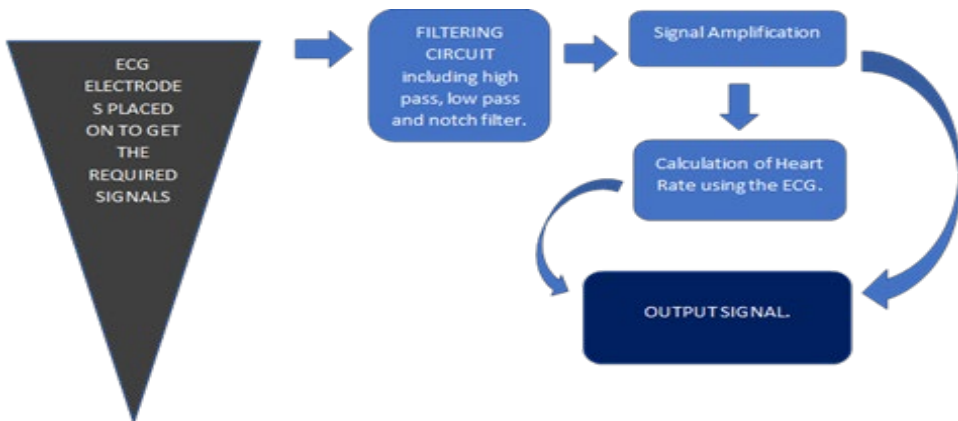 ECG
ELECTRODE
S PLACED
ON TO GET
THE
REQUIRED
SIGNALS
FILTERING
CIRCUIT
including high
pass, low pass
and notch filter.
Signal Amplification
Calculation of Heart
Rate using the ECG.
OUTPUT SIGNAL.